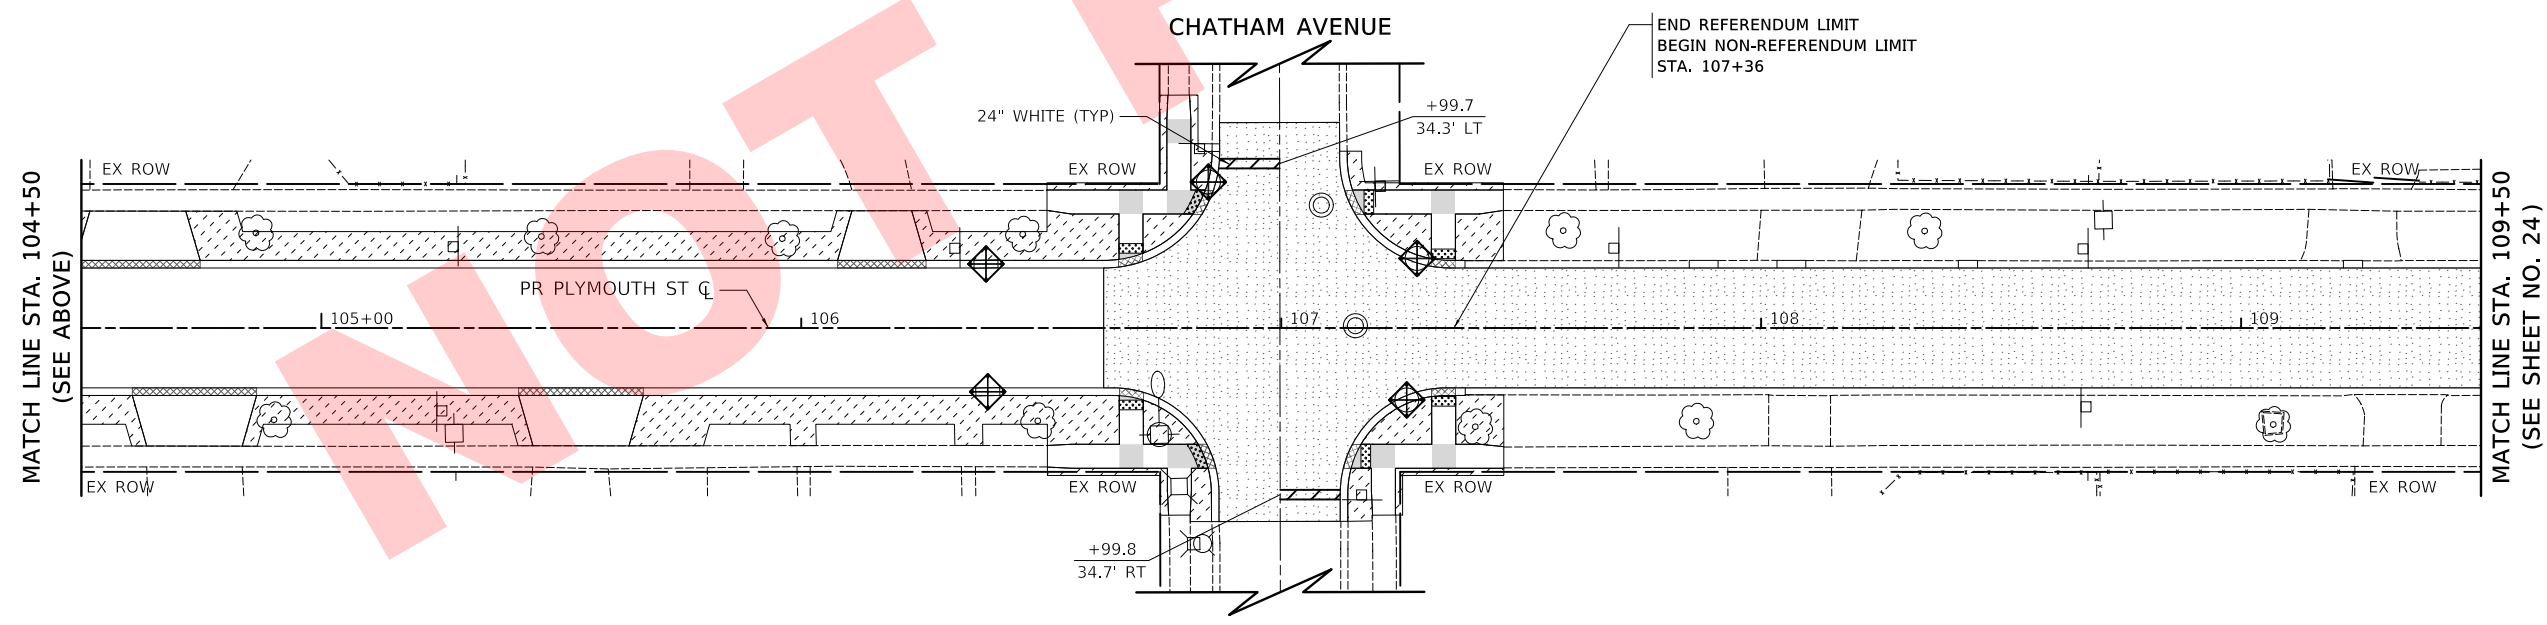 CHATHAM AVENUE
END REFERENDUM LIMIT
BEGIN NON-REFERENDUM LIMIT
STA. 107+36
24" WHITE (TYP)
+99.7
34.3' LT
MATCH LINE STA. 104+50
(SEE ABOVE)
EX ROW
EX ROW
EX ROW
EX ROW
PR PLYMOUTH ST ℄
105+00
106
107
108
109
EX ROW
EX ROW
EX ROW
EX ROW
+99.8
34.7' RT
MATCH LINE STA. 109+50
(SEE SHEET NO. 24)
NOT